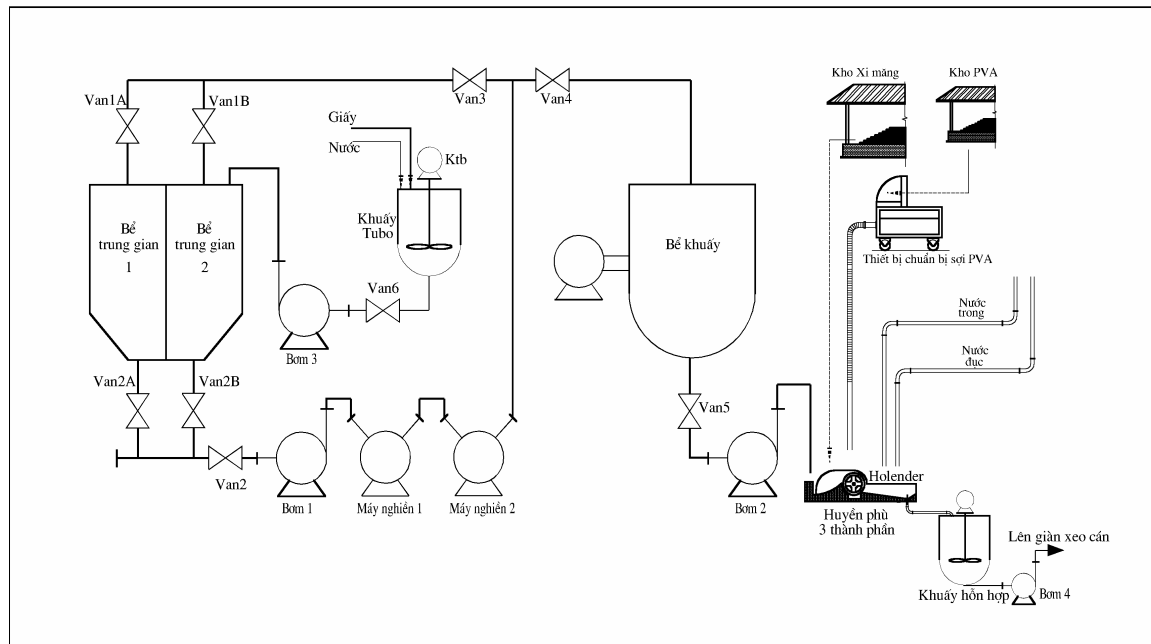 Kho Xi măng
Kho PVA
Van1A
Van1B
Van3
Van4
Giấy
Nước
Ktb
Khuấy
Tubo
Bể
trung gian
1
Bể
trung gian
2
Bể khuấy
Thiết bị chuẩn bị sợi PVA
Van6
Bơm 3
Nước
trong
Nước
đục
Van2A
Van2B
Van5
Van2
Bơm 1
Máy nghiền 1
Máy nghiền 2
Bơm 2
Holender
Huyền phù
3 thành phần
Lên giàn xeo cán
Khuấy hỗn hợp
Bơm 4